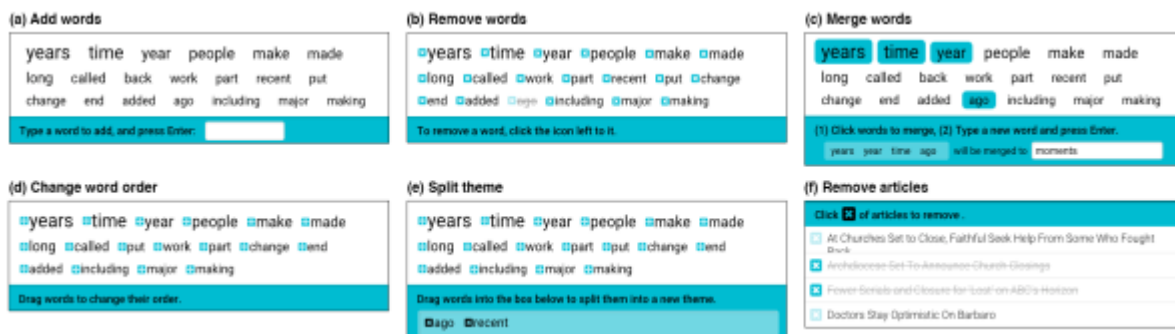 (a) Add words
years time year people make made
long called back work part recent put
change end added ago including major making
Type a word to add, and press Enter:
(b) Remove words
years time year people make made
long called work part recent put change
end added ago including major making
To remove a word, click the icon left to it.
(c) Merge words
years time year people make made
long called back work part recent put
change end added ago including major making
(1) Click words to merge, (2) Type a new word and press Enter.
years year time ago will be merged to moments
(d) Change word order
years time year people make made
long called put work part change end
added including major making
Drag words to change their order.
(e) Split theme
years time year people make made
long called work part put change end
added including major making
Drag words into the box below to split them into a new theme.
ago recent
(f) Remove articles
Click of articles to remove.
At Churches Set to Close, Faithful Seek Help From Some Who Fought
Back
Archdiocese Set To Announce Church Closings
Fewer Serials and Closure for 'Lost' on ABC's Horizon
Doctors Stay Optimistic On Barbaro